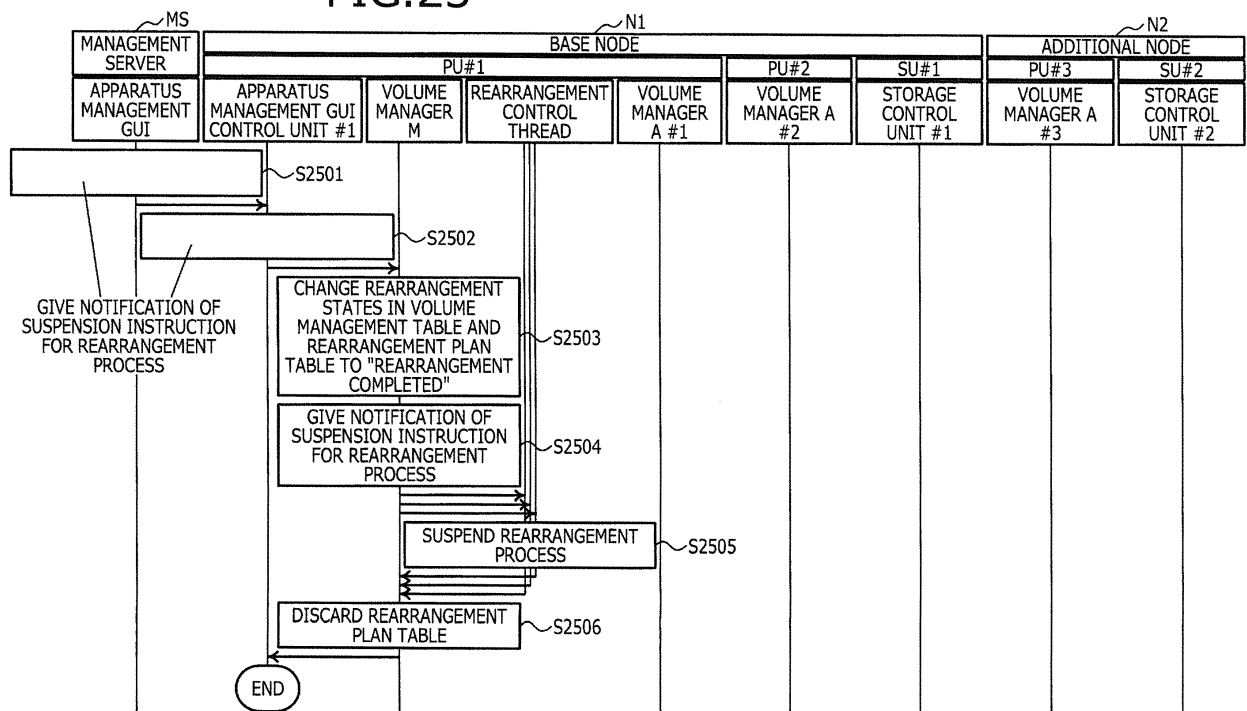 FIG.25
MS
N1
N2
MANAGEMENT
SERVER
BASE NODE
ADDITIONAL NODE
PU#1
PU#2
SU#1
PU#3
SU#2
APPARATUS
MANAGEMENT
GUI
APPARATUS
MANAGEMENT GUI
CONTROL UNIT #1
VOLUME
MANAGER
M
REARRANGEMENT
CONTROL
THREAD
VOLUME
MANAGER
A #1
VOLUME
MANAGER A
#2
STORAGE
CONTROL
UNIT #1
VOLUME
MANAGER A
#3
STORAGE
CONTROL
UNIT #2
S2501
S2502
GIVE NOTIFICATION OF
SUSPENSION INSTRUCTION
FOR REARRANGEMENT
PROCESS
CHANGE REARRANGEMENT
STATES IN VOLUME
MANAGEMENT TABLE AND
REARRANGEMENT PLAN
TABLE TO "REARRANGEMENT
COMPLETED"
S2503
GIVE NOTIFICATION OF
SUSPENSION INSTRUCTION
FOR REARRANGEMENT
PROCESS
S2504
SUSPEND REARRANGEMENT
PROCESS
S2505
DISCARD REARRANGEMENT
PLAN TABLE
S2506
END